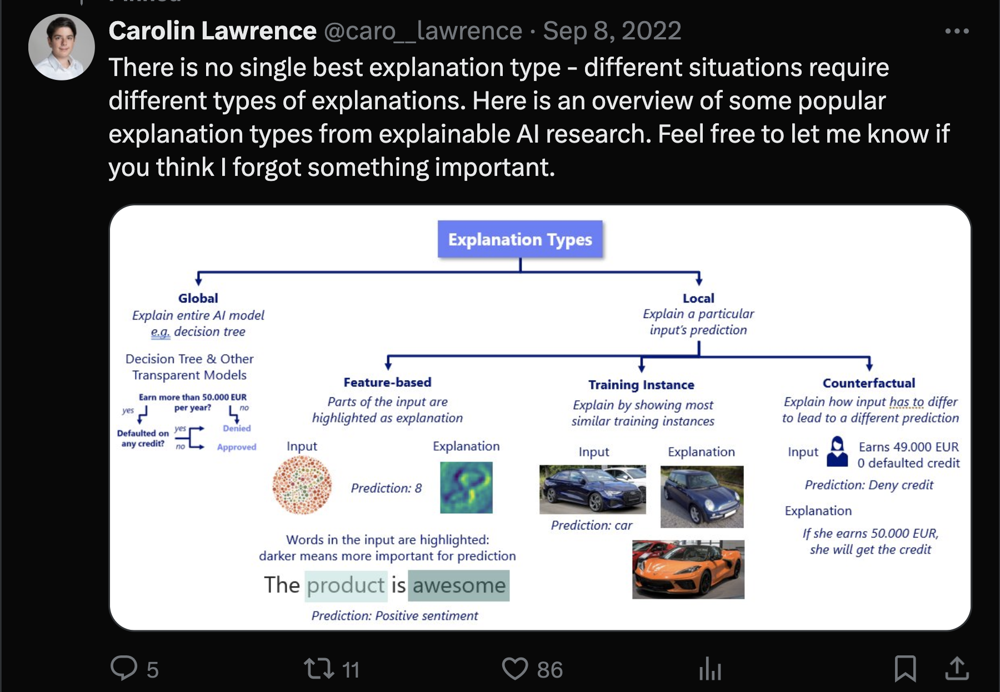 Pinned
Carolin Lawrence @caro__lawrence · Sep 8, 2022
There is no single best explanation type - different situations require
different types of explanations. Here is an overview of some popular
explanation types from explainable AI research. Feel free to let me know if
you think I forgot something important.
Explanation Types
Global
Explain entire AI model
e.g. decision tree
Decision Tree & Other
Transparent Models
Earn more than 50.000 EUR
per year?
yes
no
Defaulted on
any credit?
yes
no
Denied
Approved
Local
Explain a particular
input's prediction
Feature-based
Parts of the input are
highlighted as explanation
Input
Explanation
Prediction: 8
Words in the input are highlighted:
darker means more important for prediction
The product is awesome
Prediction: Positive sentiment
Training Instance
Explain by showing most
similar training instances
Input
Explanation
Prediction: car
Counterfactual
Explain how input has to differ
to lead to a different prediction
Input
Earns 49.000 EUR
0 defaulted credit
Prediction: Deny credit
Explanation
If she earns 50.000 EUR,
she will get the credit
5
11
86